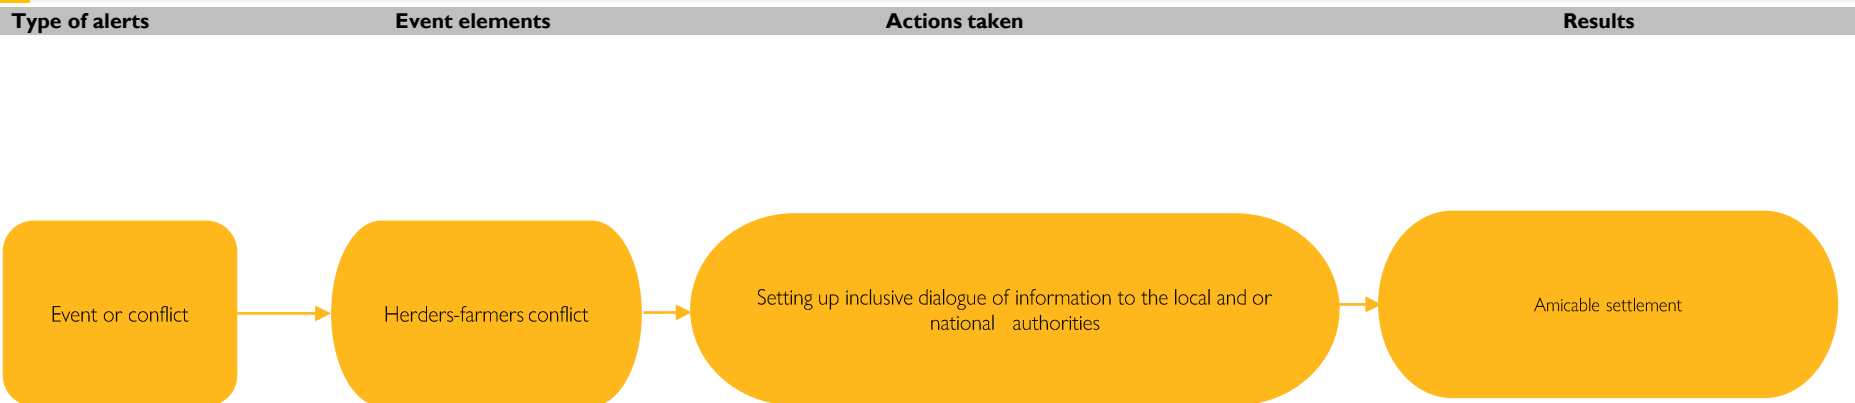 Type of alerts Event elements Actions taken Results
Event or conflict
Herders-farmers conflict
Setting up inclusive dialogue of information to the local and or
national authorities
Amicable settlement